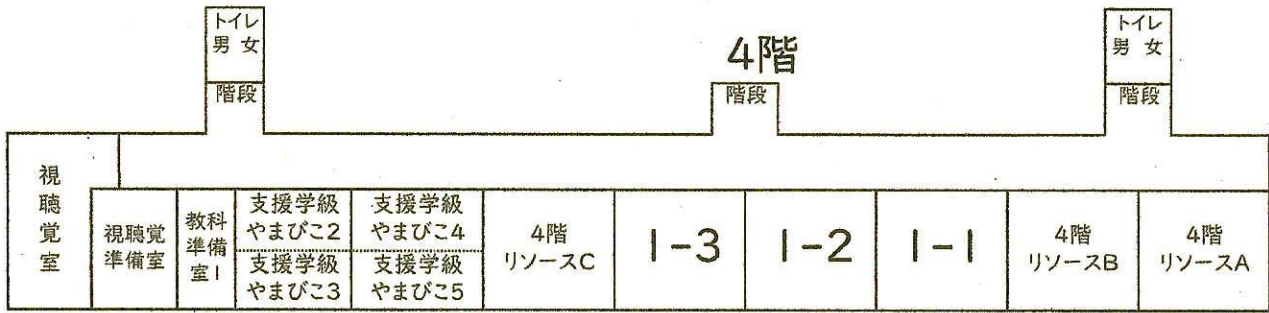 トイレ
男 女
階段
4階
階段
トイレ
男 女
階段
視聴覚室
視聴覚
準備室
教科
準備
室1
支援学級
やまびこ2
支援学級
やまびこ3
支援学級
やまびこ4
支援学級
やまびこ5
4階
リソースC
1-3
1-2
1-1
4階
リソースB
4階
リソースA